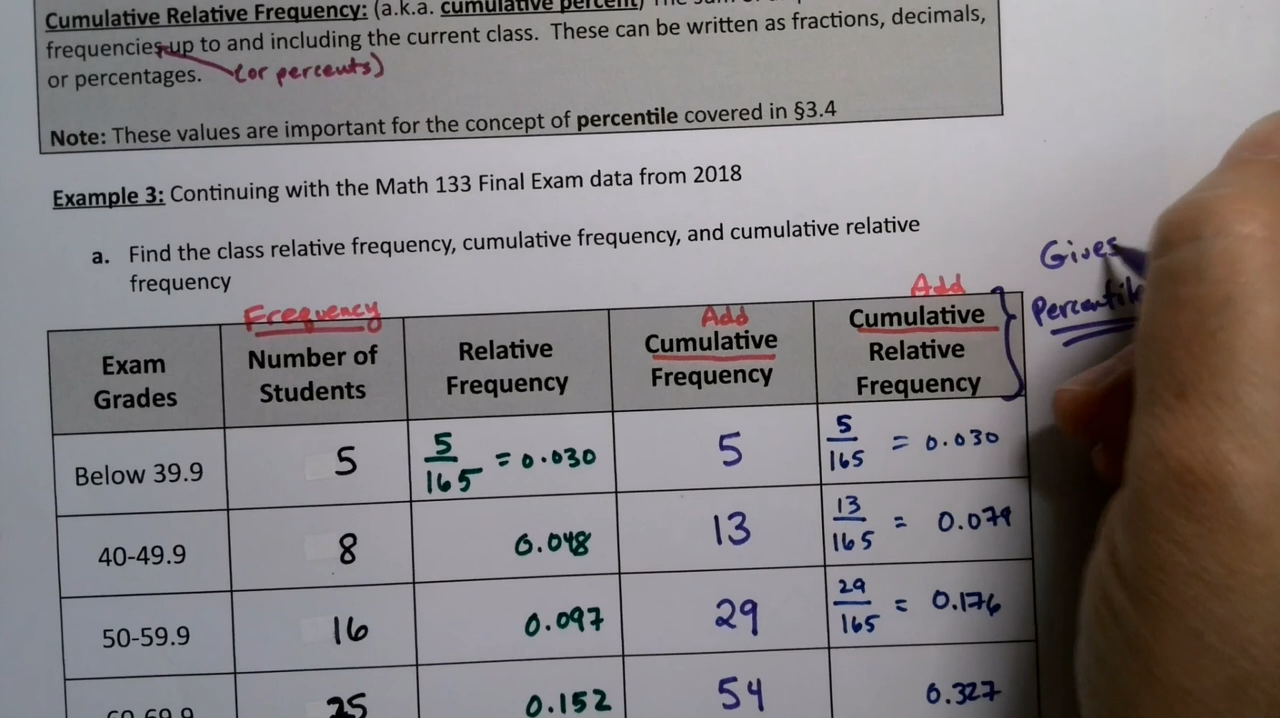 Cumulative Relative Frequency: (a.k.a. cumulative percent)
frequencies up to and including the current class. These can be written as fractions, decimals,
or percentages. (or percents)
Note: These values are important for the concept of percentile covered in §3.4
Example 3: Continuing with the Math 133 Final Exam data from 2018
a. Find the class relative frequency, cumulative frequency, and cumulative relative
frequency
Gives
Percentile
Frequency
Add
Add
Exam
Grades
Number of
Students
Relative
Frequency
Cumulative
Frequency
Cumulative
Relative
Frequency
Below 39.9 5 5/165 = 0.030 5 5/165 = 0.030
40-49.9 8 0.048 13 13/165 = 0.079
50-59.9 16 0.097 29 29/165 = 0.176
25 0.152 54 0.327